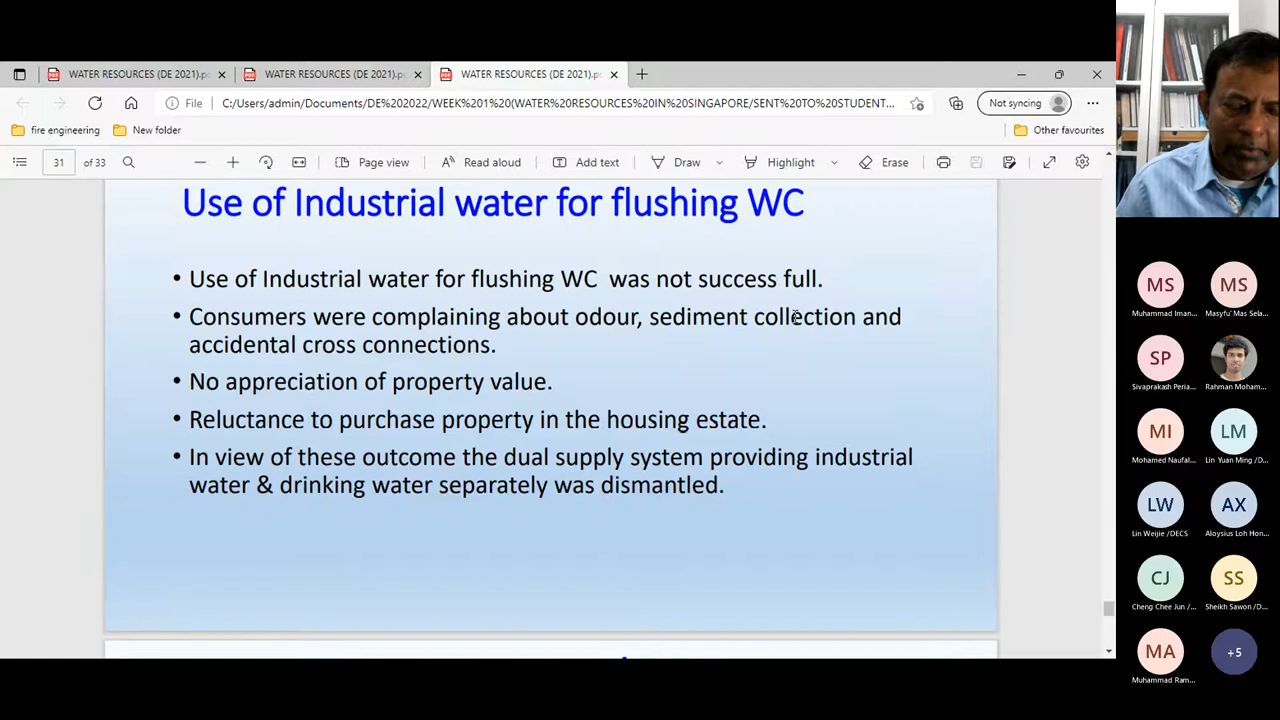 WATER RESOURCES (DE 2021).p
WATER RESOURCES (DE 2021).p
WATER RESOURCES (DE 2021).p
File
C:/Users/admin/Documents/DE%202022/WEEK%201%20(WATER%20RESOURCES%20IN%20SINGAPORE/SENT%20TO%20STUDENT...
Not syncing
fire engineering
New folder
Other favourites
31
of 33
Page view
Read aloud
Add text
Draw
Highlight
Erase
Use of Industrial water for flushing WC
• Use of Industrial water for flushing WC was not success full.
• Consumers were complaining about odour, sediment collection and
accidental cross connections.
• No appreciation of property value.
• Reluctance to purchase property in the housing estate.
• In view of these outcome the dual supply system providing industrial
water & drinking water separately was dismantled.
MS
MS
Muhammad Iman...
Masyfu' Mas Sela...
SP
Sivaprakash Peria...
Rahman Moham...
MI
LM
Mohamed Naufal...
Lin Yuan Ming /D...
LW
AX
Lin Weijie /DECS
Aloysius Loh Hon...
CJ
SS
Cheng Chee Jun /...
Sheikh Sawon /D...
MA
+5
Muhammad Ram...